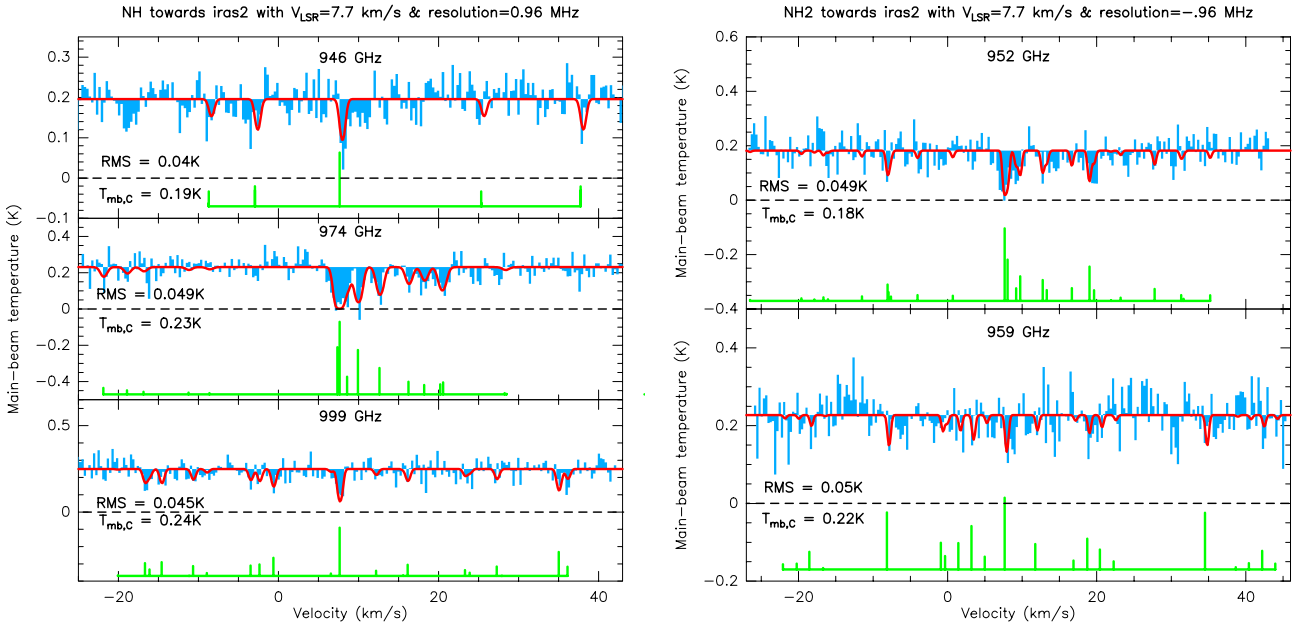 NH towards iras2 with V_LSR=7.7 km/s & resolution=0.96 MHz
946 GHz
0.3
0.2
0.1
0
−0.1
RMS = 0.04K
T_mb,C = 0.19K
974 GHz
0.4
0.2
0
−0.2
−0.4
RMS = 0.049K
T_mb,C = 0.23K
999 GHz
0.5
0
RMS = 0.045K
T_mb,C = 0.24K
Main−beam temperature (K)
−20 0 20 40
Velocity (km/s)
NH2 towards iras2 with V_LSR=7.7 km/s & resolution=−.96 MHz
952 GHz
0.6
0.4
0.2
0
−0.2
−0.4
RMS = 0.049K
T_mb,C = 0.18K
Main−beam temperature (K)
959 GHz
0.4
0.2
0
−0.2
RMS = 0.05K
T_mb,C = 0.22K
Main−beam temperature (K)
−20 0 20 40
Velocity (km/s)